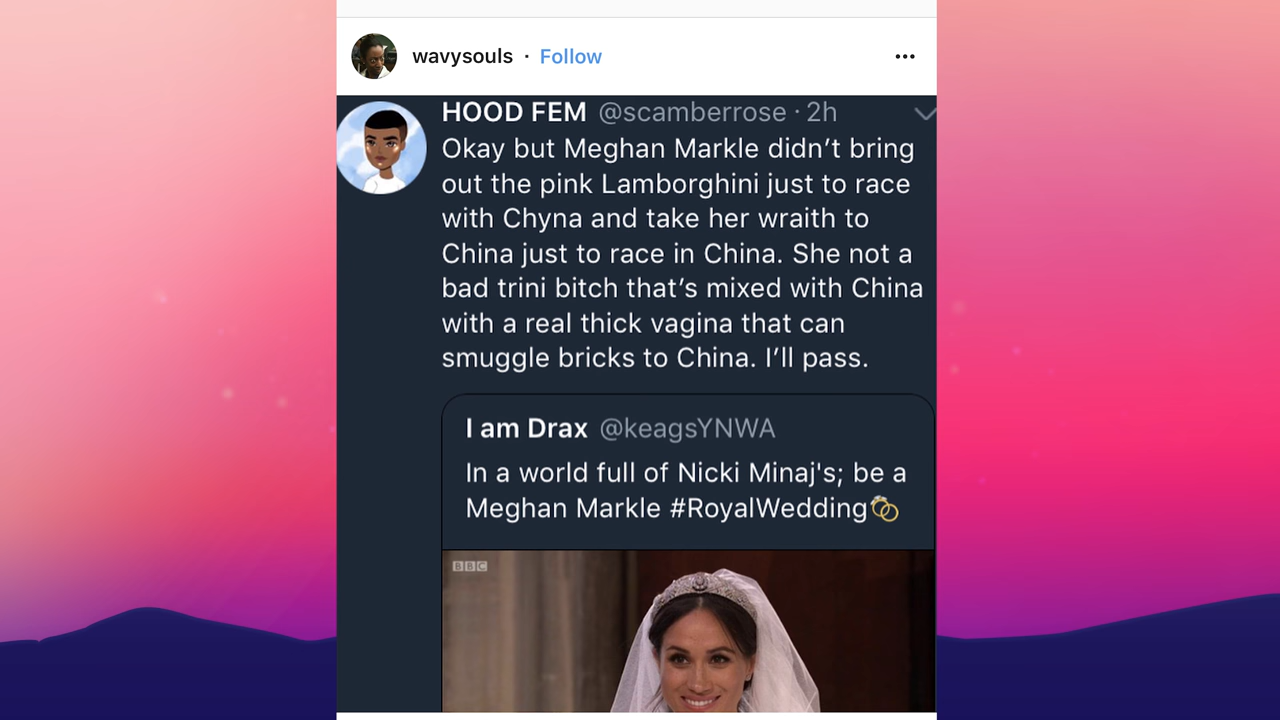 wavysouls · Follow
HOOD FEM @scamberrose · 2h
Okay but Meghan Markle didn’t bring
out the pink Lamborghini just to race
with Chyna and take her wraith to
China just to race in China. She not a
bad trini bitch that’s mixed with China
with a real thick vagina that can
smuggle bricks to China. I’ll pass.
I am Drax @keagsYNWA
In a world full of Nicki Minaj's; be a
Meghan Markle #RoyalWedding💍
BBC